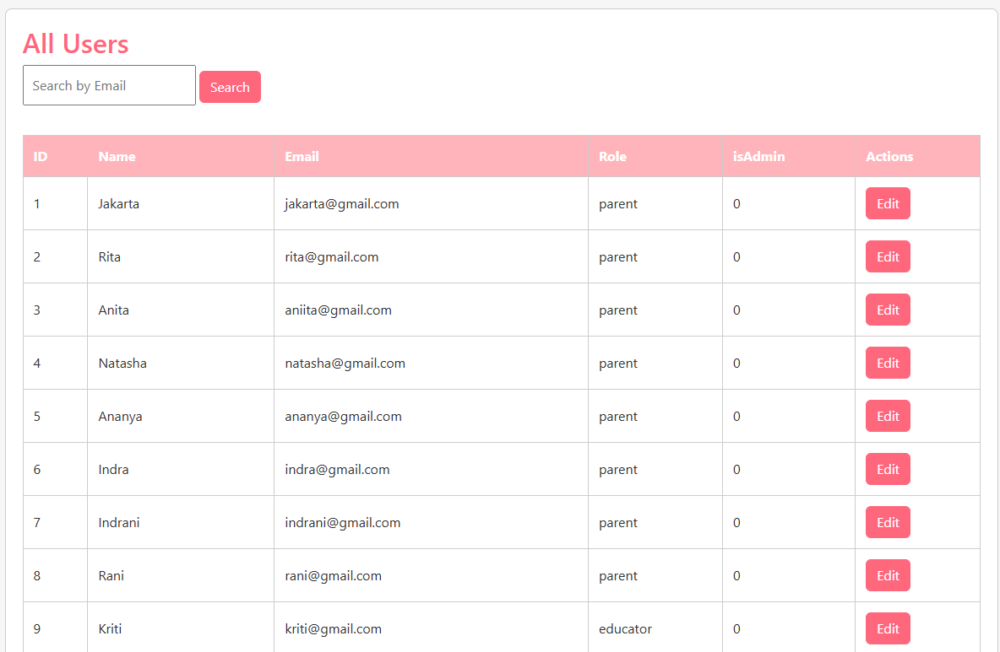 All Users
Search by Email Search
ID Name Email Role isAdmin Actions
1 Jakarta jakarta@gmail.com parent 0 Edit
2 Rita rita@gmail.com parent 0 Edit
3 Anita aniita@gmail.com parent 0 Edit
4 Natasha natasha@gmail.com parent 0 Edit
5 Ananya ananya@gmail.com parent 0 Edit
6 Indra indra@gmail.com parent 0 Edit
7 Indrani indrani@gmail.com parent 0 Edit
8 Rani rani@gmail.com parent 0 Edit
9 Kriti kriti@gmail.com educator 0 Edit